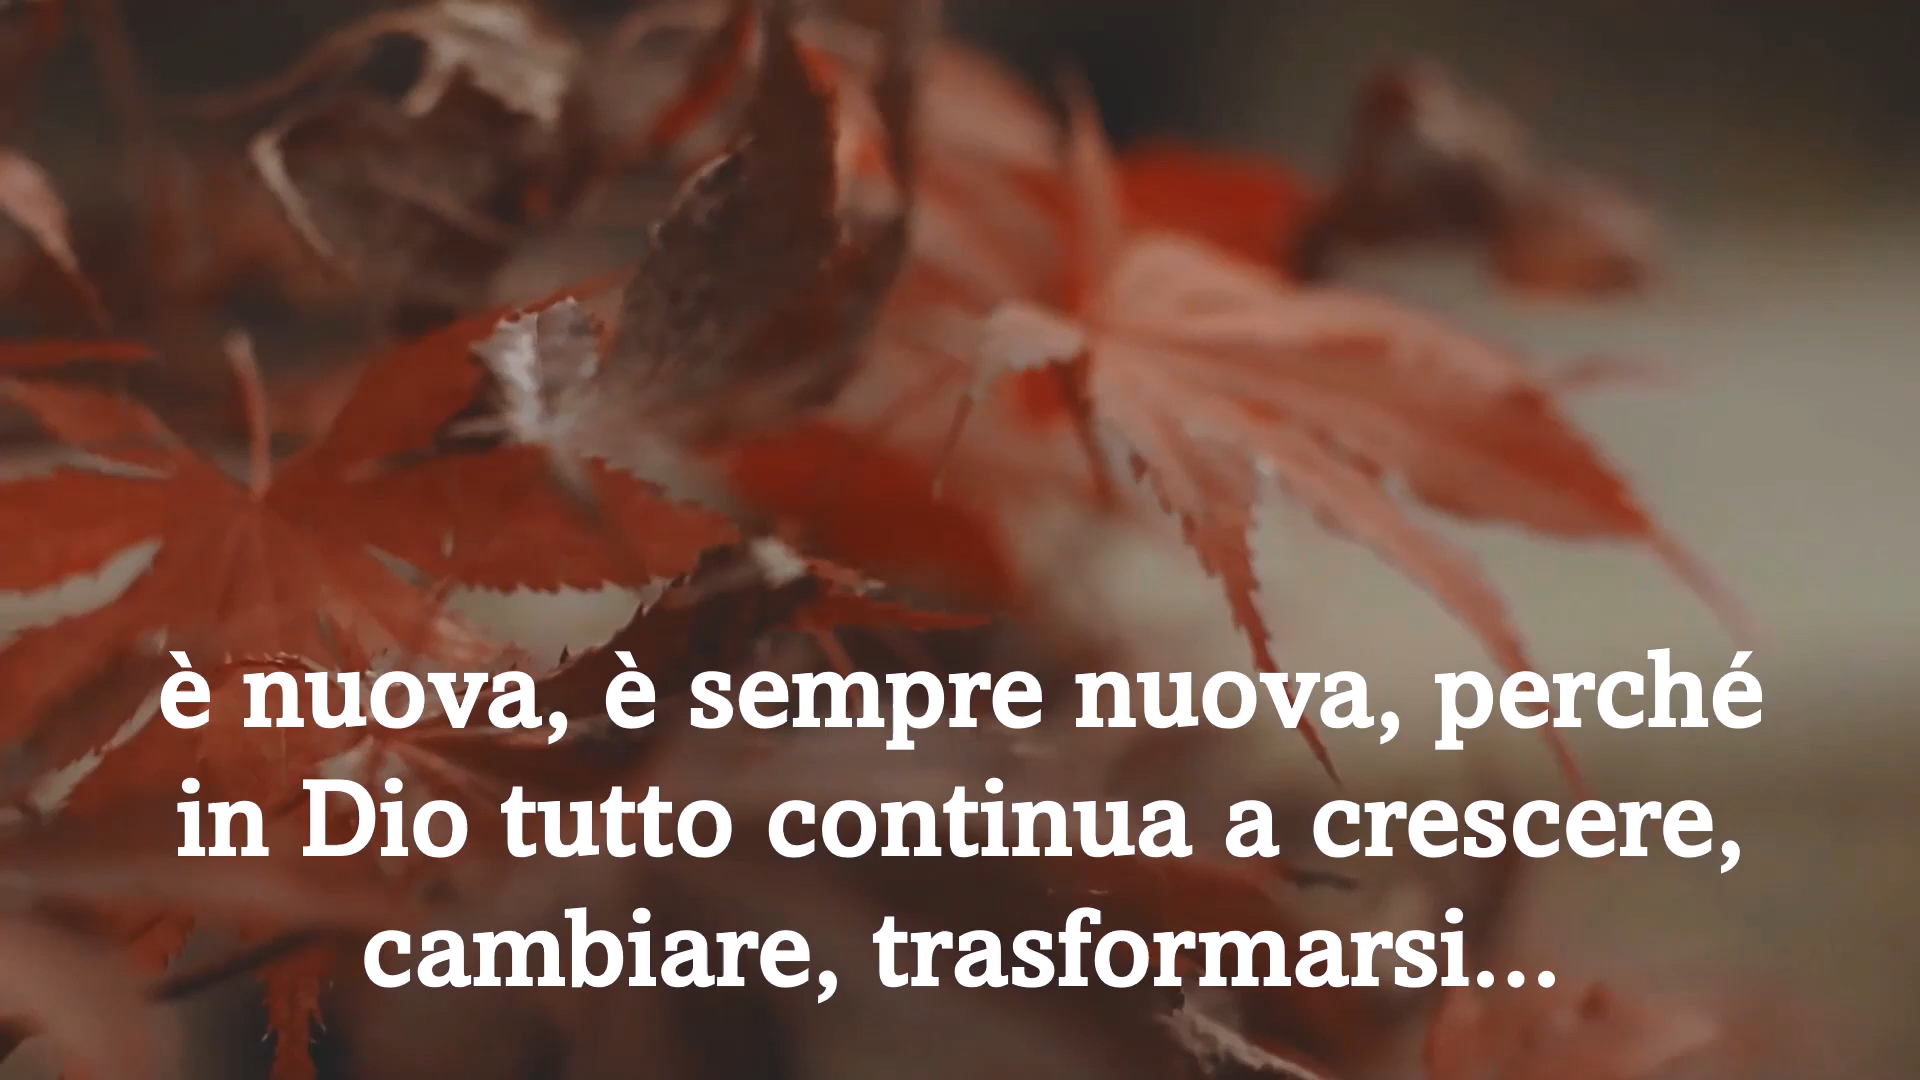 è nuova, è sempre nuova, perché
in Dio tutto continua a crescere,
cambiare, trasformarsi...